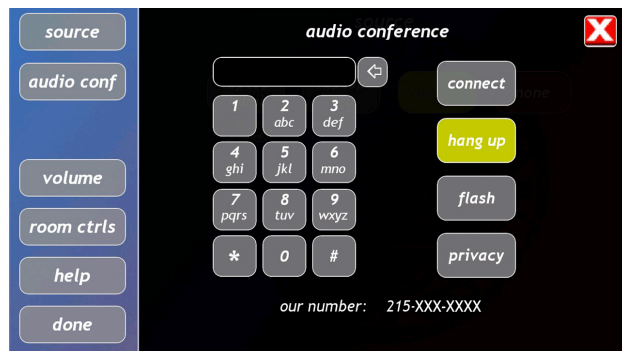 source
audio conf
volume
room ctrls
help
done
audio conference
X
1
2
abc
3
def
4
ghi
5
jkl
6
mno
7
pqrs
8
tuv
9
wxyz
*
0
#
connect
hang up
flash
privacy
our number: 215-XXX-XXXX